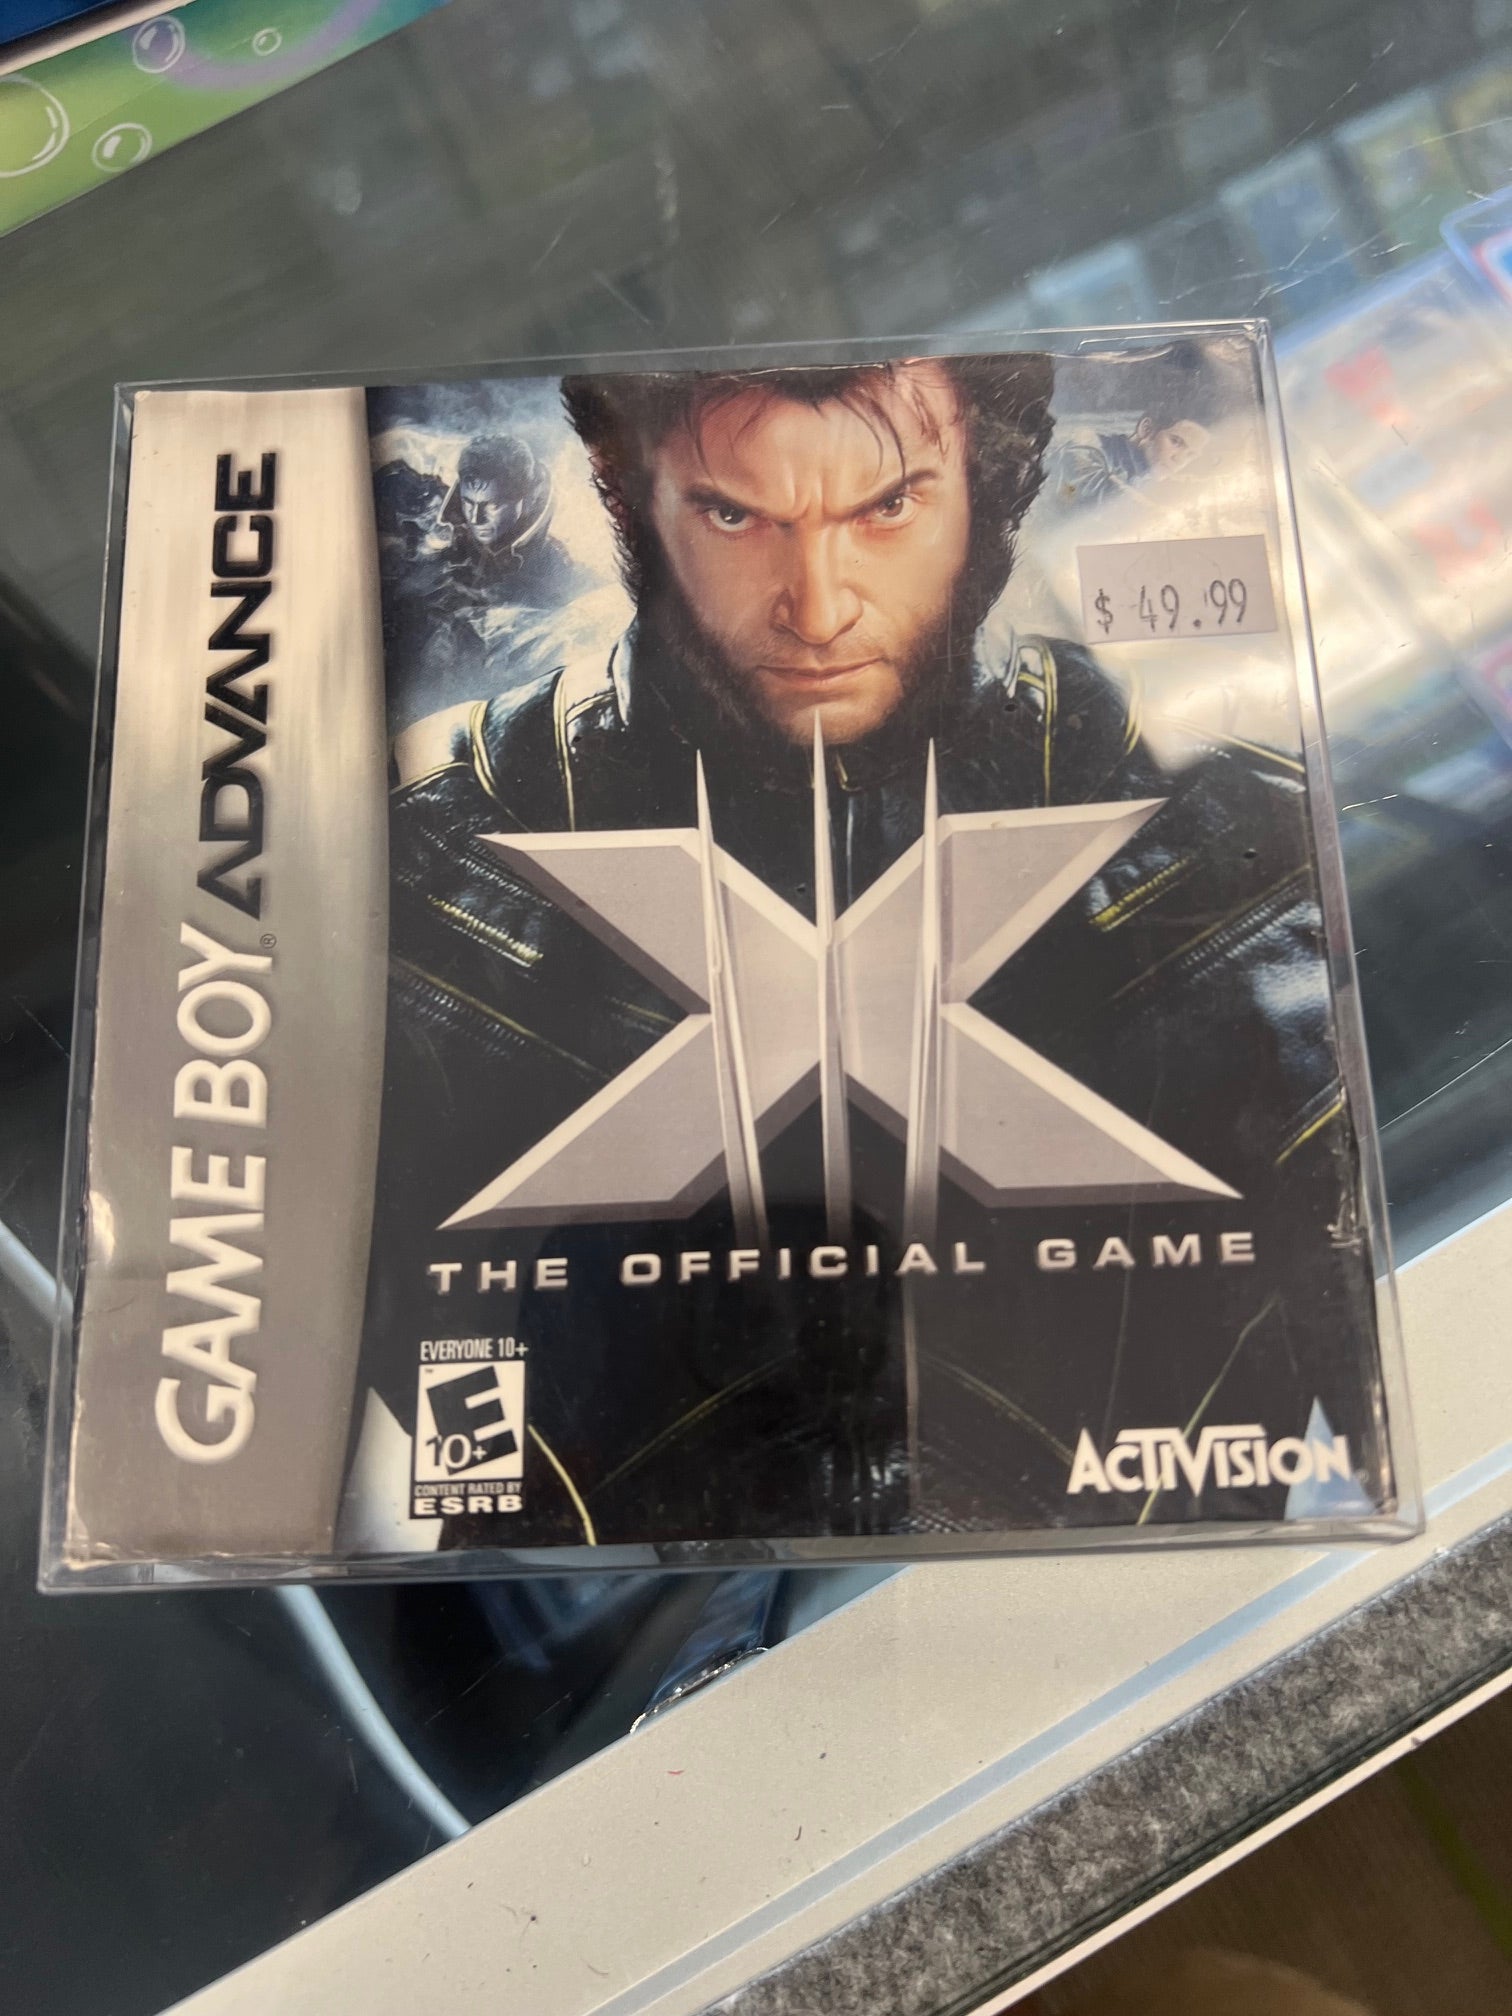 GAME BOY ADVANCE
®
$ 49.99
X
THE OFFICIAL GAME
EVERYONE 10+
E
10+
CONTENT RATED BY
ESRB
ACTIVISION